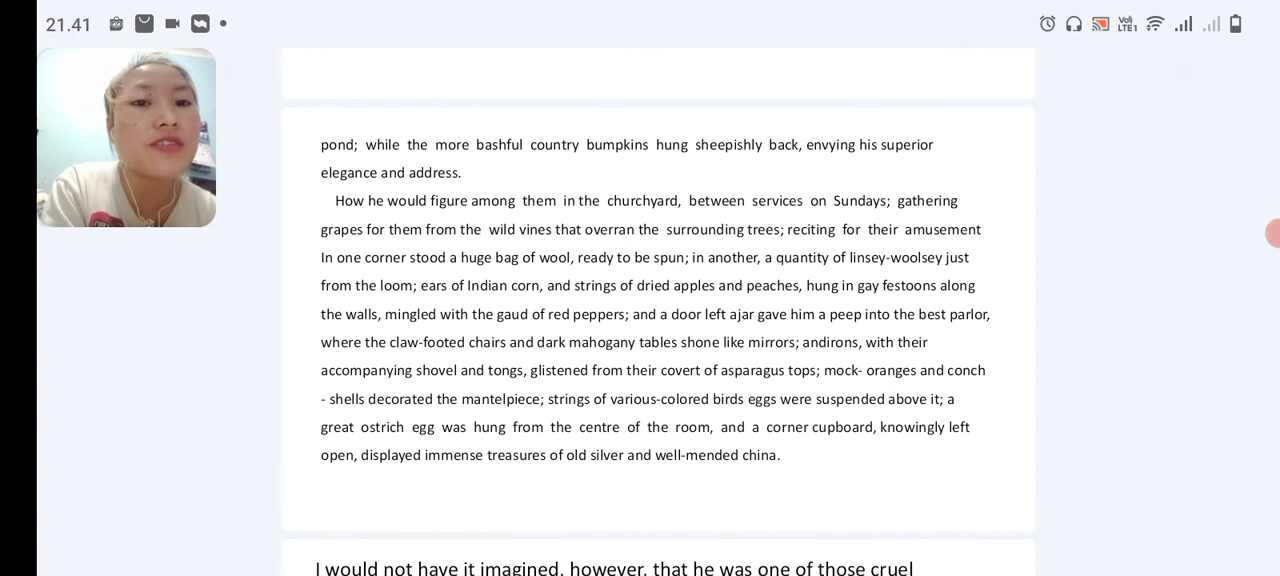 21.41
Vo)) LTE1
pond; while the more bashful country bumpkins hung sheepishly back, envying his superior
elegance and address.
How he would figure among them in the churchyard, between services on Sundays; gathering
grapes for them from the wild vines that overran the surrounding trees; reciting for their amusement
In one corner stood a huge bag of wool, ready to be spun; in another, a quantity of linsey-woolsey just
from the loom; ears of Indian corn, and strings of dried apples and peaches, hung in gay festoons along
the walls, mingled with the gaud of red peppers; and a door left ajar gave him a peep into the best parlor,
where the claw-footed chairs and dark mahogany tables shone like mirrors; andirons, with their
accompanying shovel and tongs, glistened from their covert of asparagus tops; mock- oranges and conch
- shells decorated the mantelpiece; strings of various-colored birds eggs were suspended above it; a
great ostrich egg was hung from the centre of the room, and a corner cupboard, knowingly left
open, displayed immense treasures of old silver and well-mended china.
I would not have it imagined, however, that he was one of those cruel